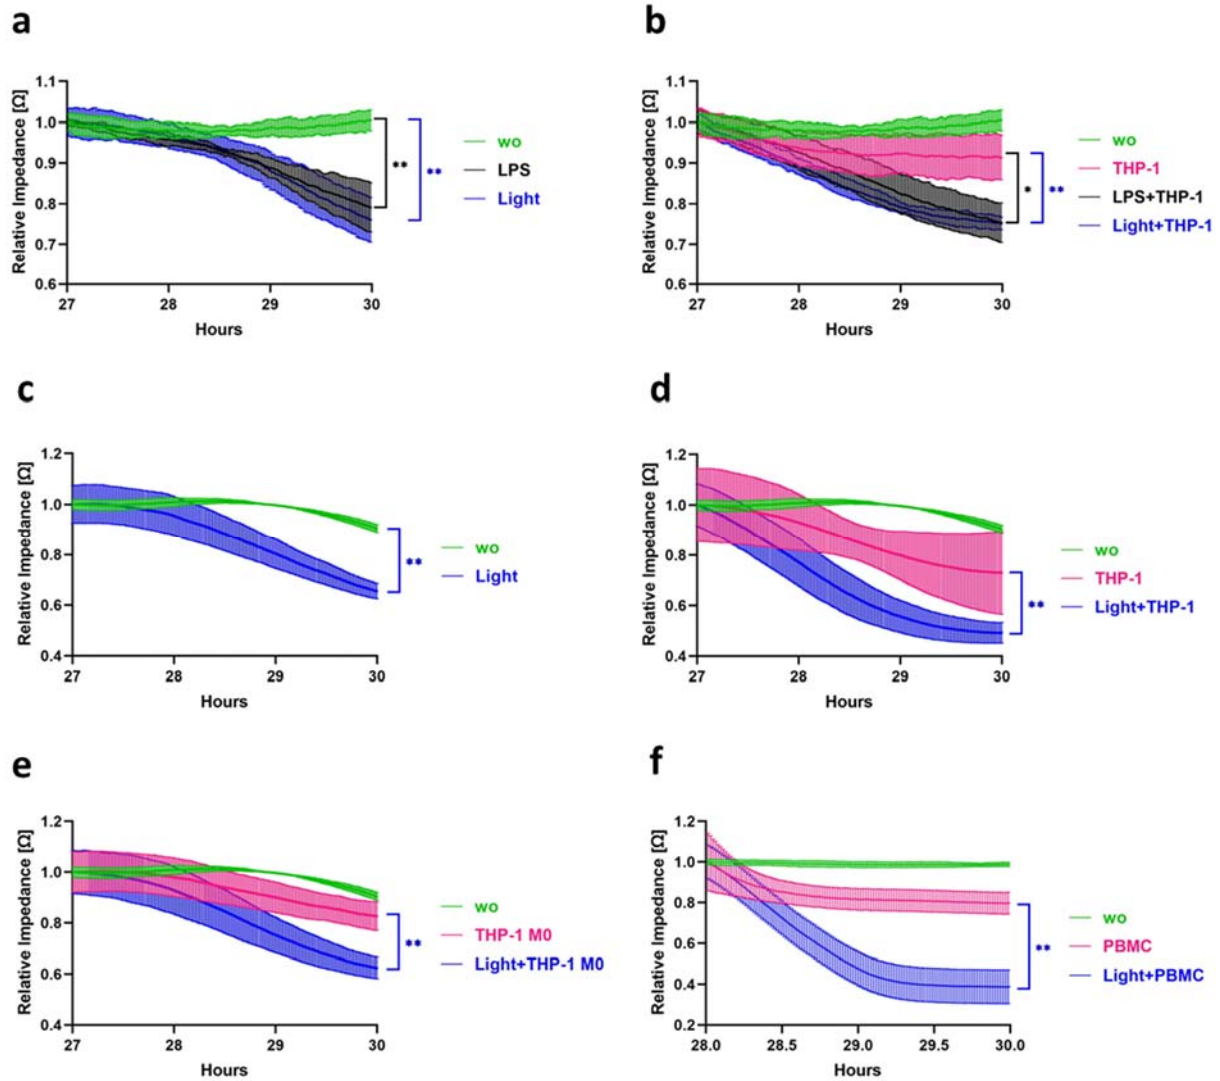 a
1.1
1.0
0.9
0.8
0.7
0.6
Relative Impedance [Ω]
27 28 29 30
Hours
**
**
wo
LPS
Light
b
1.1
1.0
0.9
0.8
0.7
0.6
Relative Impedance [Ω]
27 28 29 30
Hours
*
**
wo
THP-1
LPS+THP-1
Light+THP-1
c
1.2
1.0
0.8
0.6
0.4
Relative Impedance [Ω]
27 28 29 30
Hours
**
wo
Light
d
1.2
1.0
0.8
0.6
0.4
Relative Impedance [Ω]
27 28 29 30
Hours
**
wo
THP-1
Light+THP-1
e
1.2
1.0
0.8
0.6
0.4
Relative Impedance [Ω]
27 28 29 30
Hours
**
wo
THP-1 M0
Light+THP-1 M0
f
1.2
1.0
0.8
0.6
0.4
0.2
Relative Impedance [Ω]
28.0 28.5 29.0 29.5 30.0
Hours
**
wo
PBMC
Light+PBMC